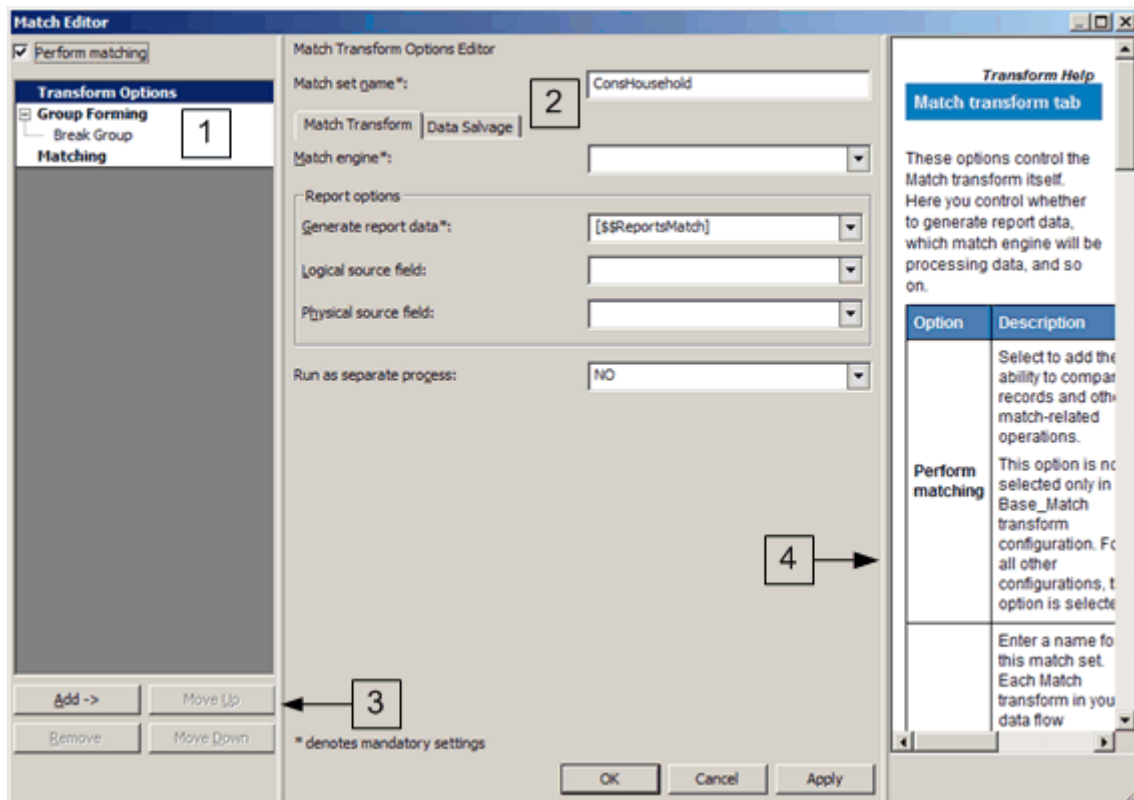 Match Editor
Perform matching
Transform Options
Group Forming
Break Group
Matching
1
Add ->
Move Up
Remove
Move Down
Match Transform Options Editor
Match set name*:
ConsHousehold
2
Match Transform
Data Salvage
Match engine*:
Report options
Generate report data*:
[$$ReportsMatch]
Logical source field:
Physical source field:
Run as separate process:
NO
4
3
* denotes mandatory settings
OK
Cancel
Apply
Transform Help
Match transform tab
These options control the
Match transform itself.
Here you control whether
to generate report data,
which match engine will be
processing data, and so
on.
Option
Description
Perform
matching
Select to add the
ability to compar
records and oth
match-related
operations.
This option is no
selected only in
Base_Match
transform
configuration. Fo
all other
configurations, t
option is selecte
Enter a name fo
this match set.
Each Match
transform in you
data flow